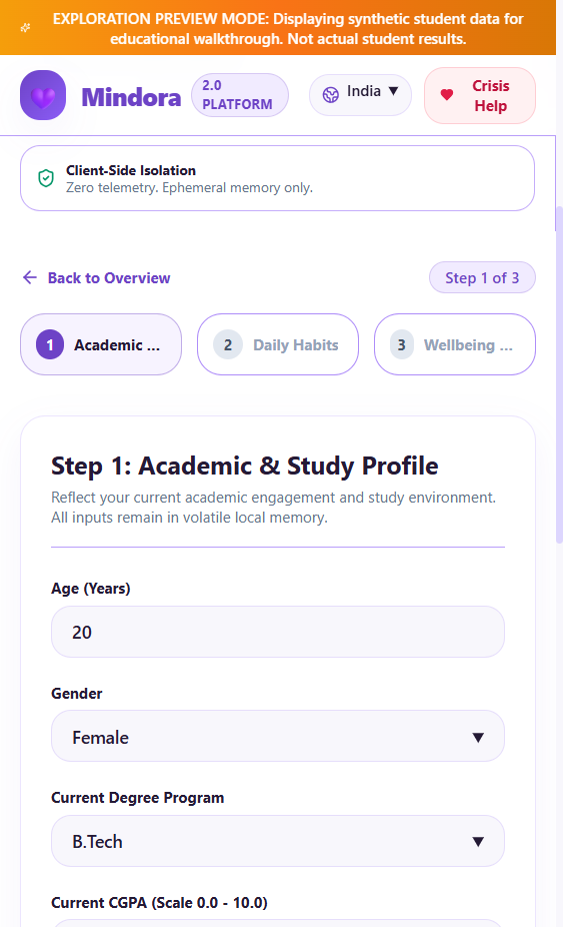 EXPLORATION PREVIEW MODE: Displaying synthetic student data for
educational walkthrough. Not actual student results.
Mindora
2.0
PLATFORM
India ▼
Crisis
Help
Client-Side Isolation
Zero telemetry. Ephemeral memory only.
← Back to Overview
Step 1 of 3
1 Academic ...
2 Daily Habits
3 Wellbeing ...
Step 1: Academic & Study Profile
Reflect your current academic engagement and study environment.
All inputs remain in volatile local memory.
Age (Years)
20
Gender
Female ▼
Current Degree Program
B.Tech ▼
Current CGPA (Scale 0.0 - 10.0)